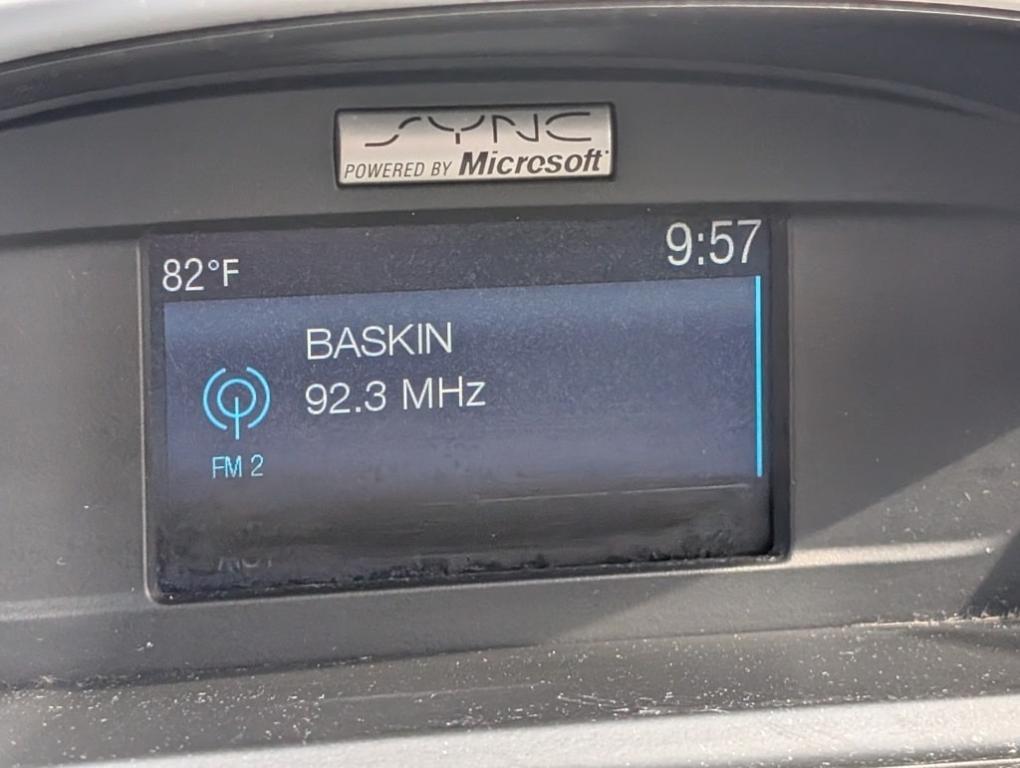 SYNC
POWERED BY Microsoft
9:57
82°F
BASKIN
92.3 MHz
FM 2